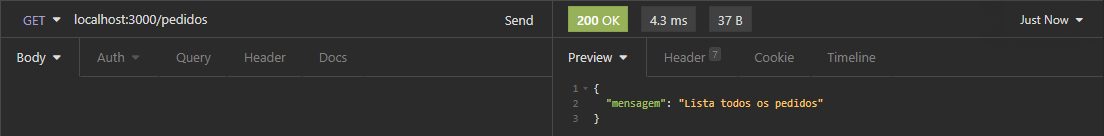 GET localhost:3000/pedidos Send 200 OK 4.3 ms 37 B Just Now
Body Auth Query Header Docs Preview Header 7 Cookie Timeline
1 {
2 "mensagem": "Lista todos os pedidos"
3 }